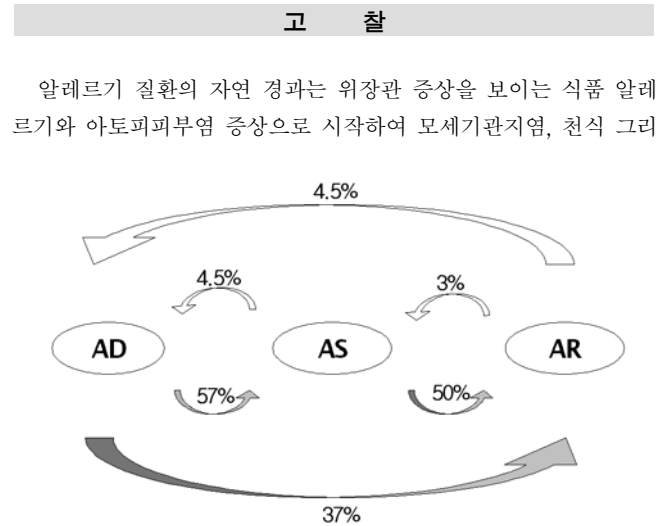 고 찰
알레르기 질환의 자연 경과는 위장관 증상을 보이는 식품 알레
르기와 아토피피부염 증상으로 시작하여 모세기관지염, 천식 그리
4.5%
4.5% 3%
AD AS AR
57% 50%
37%